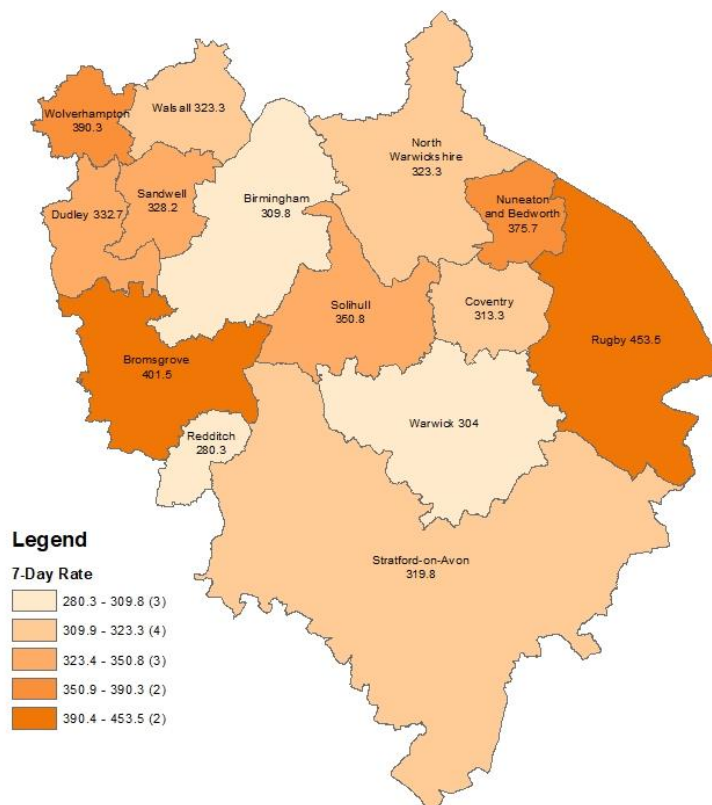 Wolverhampton
390.3
Walsall 323.3
North
Warwickshire
323.3
Dudley 332.7
Sandwell
328.2
Birmingham
309.8
Nuneaton
and Bedworth
375.7
Solihull
350.8
Coventry
313.3
Rugby 453.5
Bromsgrove
401.5
Redditch
280.3
Warwick 304
Stratford-on-Avon
319.8
Legend
7-Day Rate
280.3 - 309.8 (3)
309.9 - 323.3 (4)
323.4 - 350.8 (3)
350.9 - 390.3 (2)
390.4 - 453.5 (2)